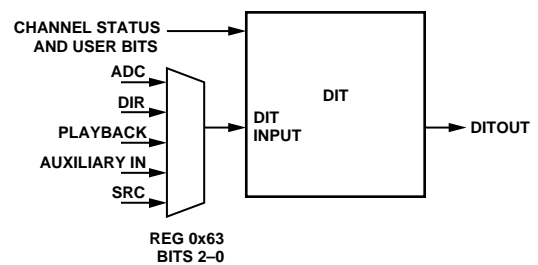 CHANNEL STATUS
AND USER BITS
ADC
DIR
PLAYBACK
AUXILIARY IN
SRC
REG 0x63
BITS 2–0
DIT
INPUT
DIT
DITOUT